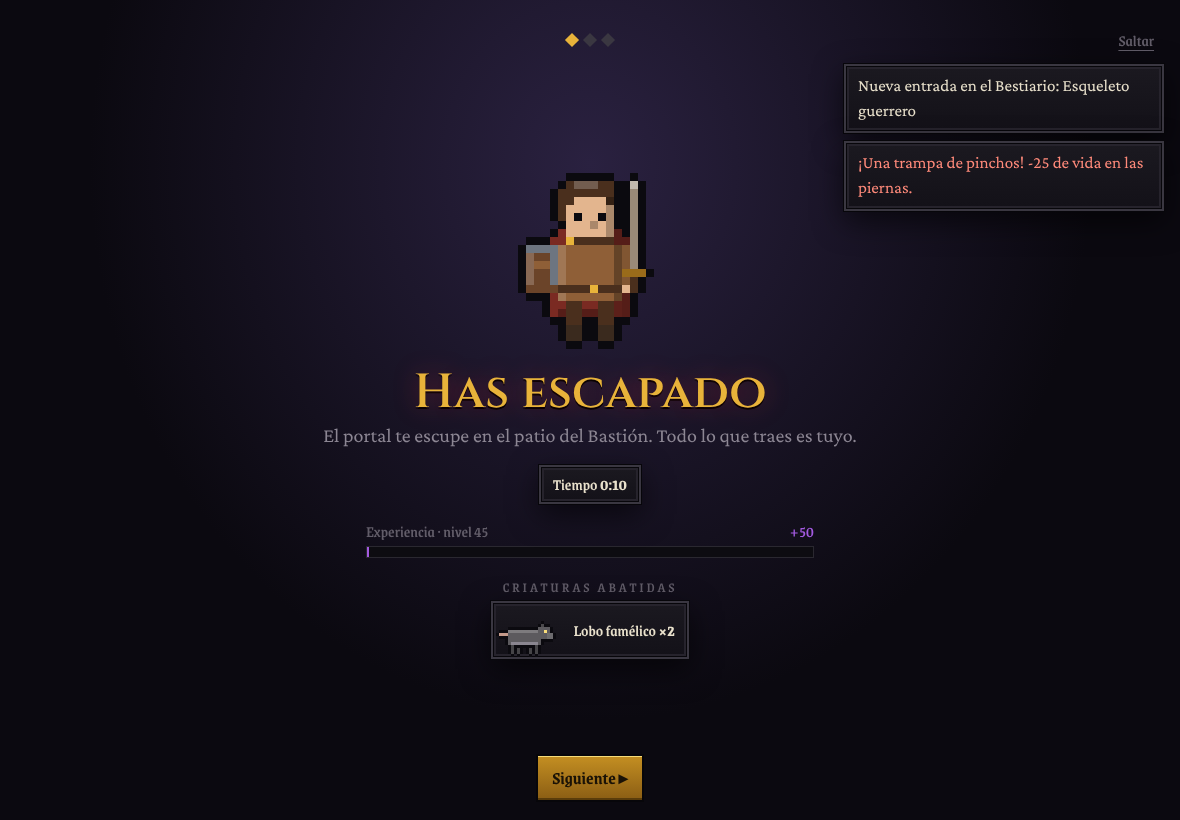 Saltar
Nueva entrada en el Bestiario: Esqueleto
guerrero
¡Una trampa de pinchos! -25 de vida en las
piernas.
Has escapado
El portal te escupe en el patio del Bastión. Todo lo que traes es tuyo.
Tiempo 0:10
Experiencia · nivel 45 +50
CRIATURAS ABATIDAS
Lobo famélico ×2
Siguiente ▶